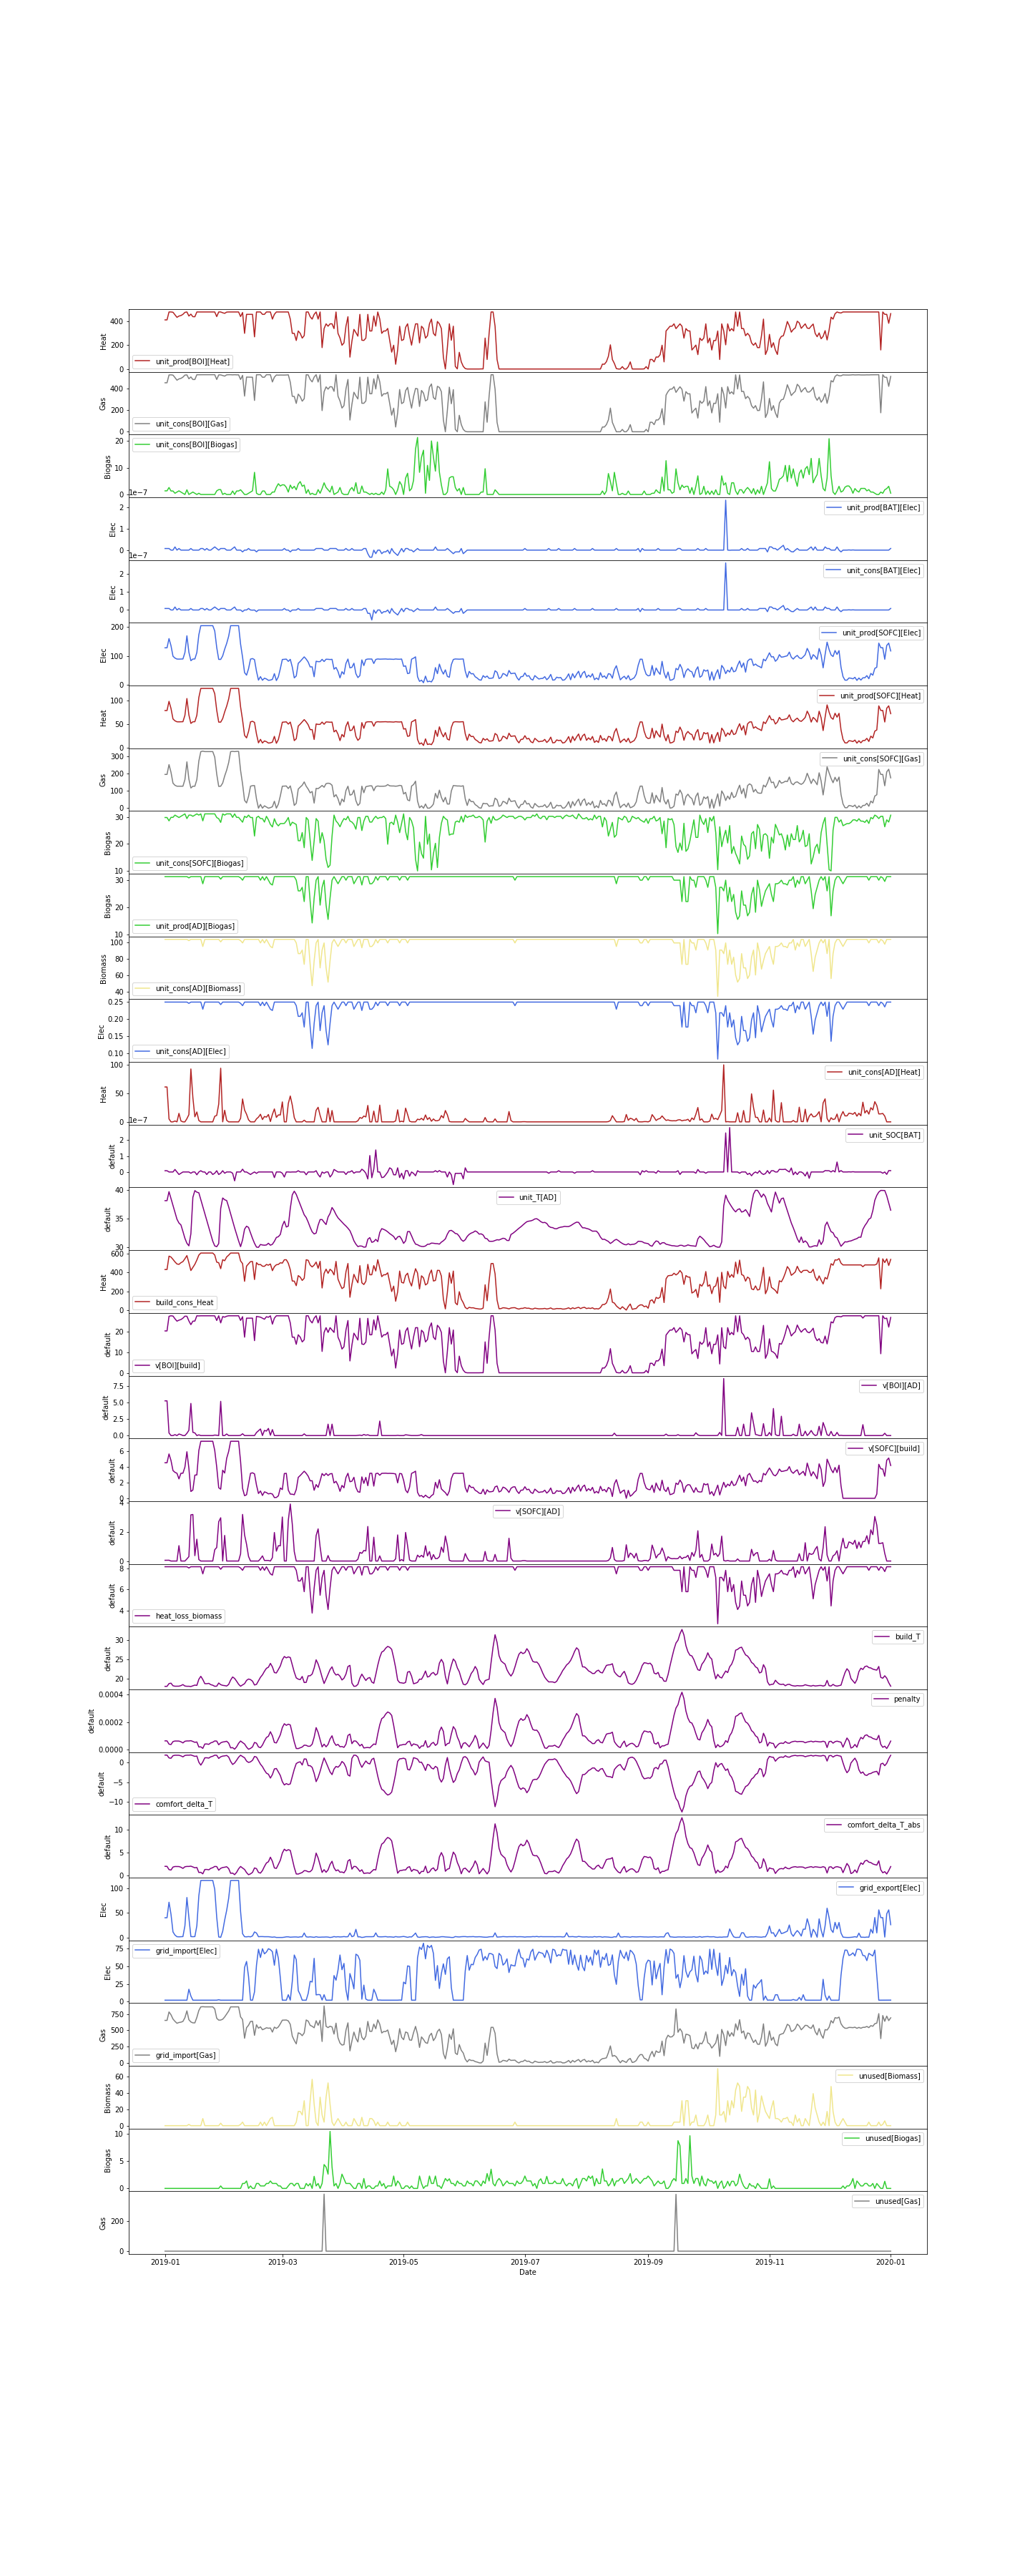 400
200
0
Heat
unit_prod[BOI][Heat]
400
200
0
Gas
unit_cons[BOI][Gas]
20
10
0
Biogas
unit_cons[BOI][Biogas]
1e-7
2
1
0
Elec
unit_prod[BAT][Elec]
1e-7
2
1
0
Elec
unit_cons[BAT][Elec]
200
100
0
Elec
unit_prod[SOFC][Elec]
100
50
0
Heat
unit_prod[SOFC][Heat]
300
200
100
0
Gas
unit_cons[SOFC][Gas]
30
20
10
Biogas
unit_cons[SOFC][Biogas]
30
20
10
Biogas
unit_prod[AD][Biogas]
100
80
60
40
Biomass
unit_cons[AD][Biomass]
0.25
0.20
0.15
0.10
Elec
unit_cons[AD][Elec]
100
50
0
Heat
unit_cons[AD][Heat]
1e-7
2
1
0
default
unit_SOC[BAT]
40
35
30
default
unit_T[AD]
600
400
200
0
Heat
build_cons_Heat
20
10
0
default
v[BOI][build]
7.5
5.0
2.5
0.0
default
v[BOI][AD]
6
4
2
0
default
v[SOFC][build]
4
2
0
default
v[SOFC][AD]
8
6
4
default
heat_loss_biomass
30
25
20
default
build_T
0.0004
0.0002
0.0000
default
penalty
0
−5
−10
default
comfort_delta_T
10
5
0
default
comfort_delta_T_abs
100
50
0
Elec
grid_export[Elec]
75
50
25
0
Elec
grid_import[Elec]
750
500
250
0
Gas
grid_import[Gas]
60
40
20
0
Biomass
unused[Biomass]
10
5
0
Biogas
unused[Biogas]
200
0
Gas
unused[Gas]
2019-01 2019-03 2019-05 2019-07 2019-09 2019-11 2020-01
Date